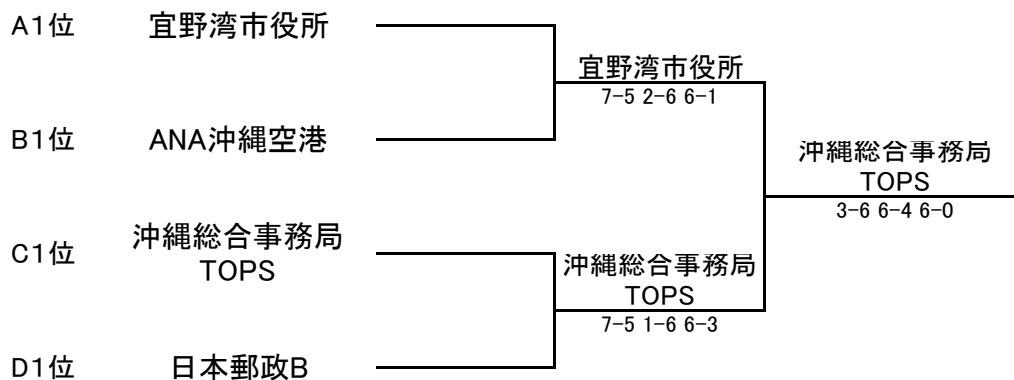 A1位 宜野湾市役所
宜野湾市役所
7-5 2-6 6-1
B1位 ANA沖縄空港
沖縄総合事務局
TOPS
3-6 6-4 6-0
C1位 沖縄総合事務局
TOPS
沖縄総合事務局
TOPS
7-5 1-6 6-3
D1位 日本郵政B